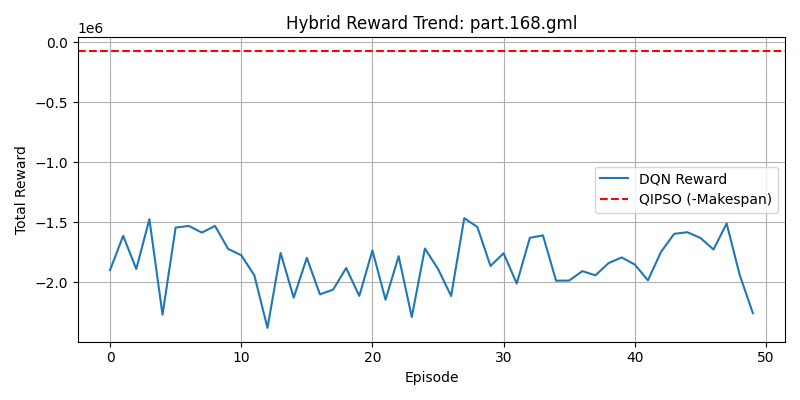 Hybrid Reward Trend: part.168.gml
1e6
0.0
−0.5
−1.0
−1.5
−2.0
Total Reward
DQN Reward
QIPSO (-Makespan)
0 10 20 30 40 50
Episode